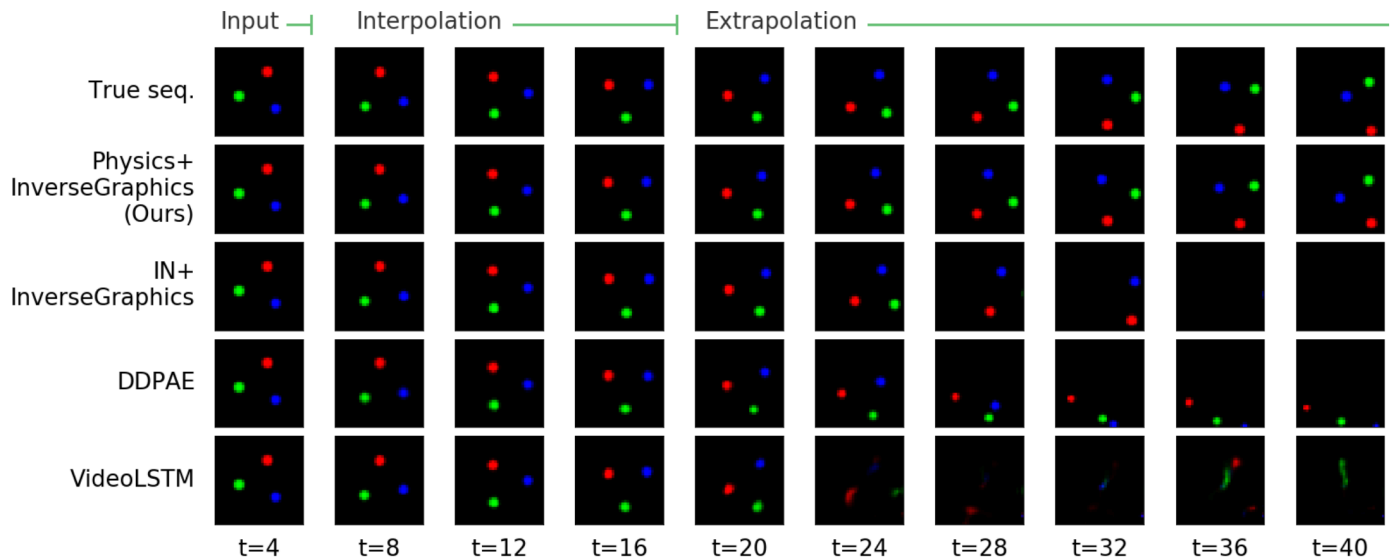 Input
Interpolation
Extrapolation
True seq.
Physics+
InverseGraphics
(Ours)
IN+
InverseGraphics
DDPAE
VideoLSTM
t=4 t=8 t=12 t=16 t=20 t=24 t=28 t=32 t=36 t=40